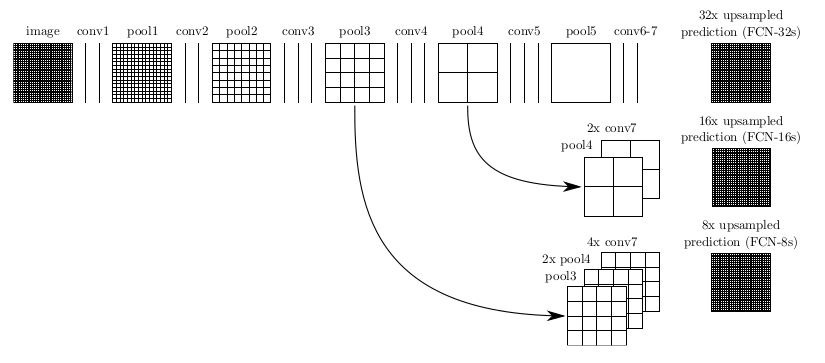 image conv1 pool1 conv2 pool2 conv3 pool3 conv4 pool4 conv5 pool5 conv6-7
32x upsampled
prediction (FCN-32s)
2x conv7
pool4
16x upsampled
prediction (FCN-16s)
4x conv7
2x pool4
pool3
8x upsampled
prediction (FCN-8s)